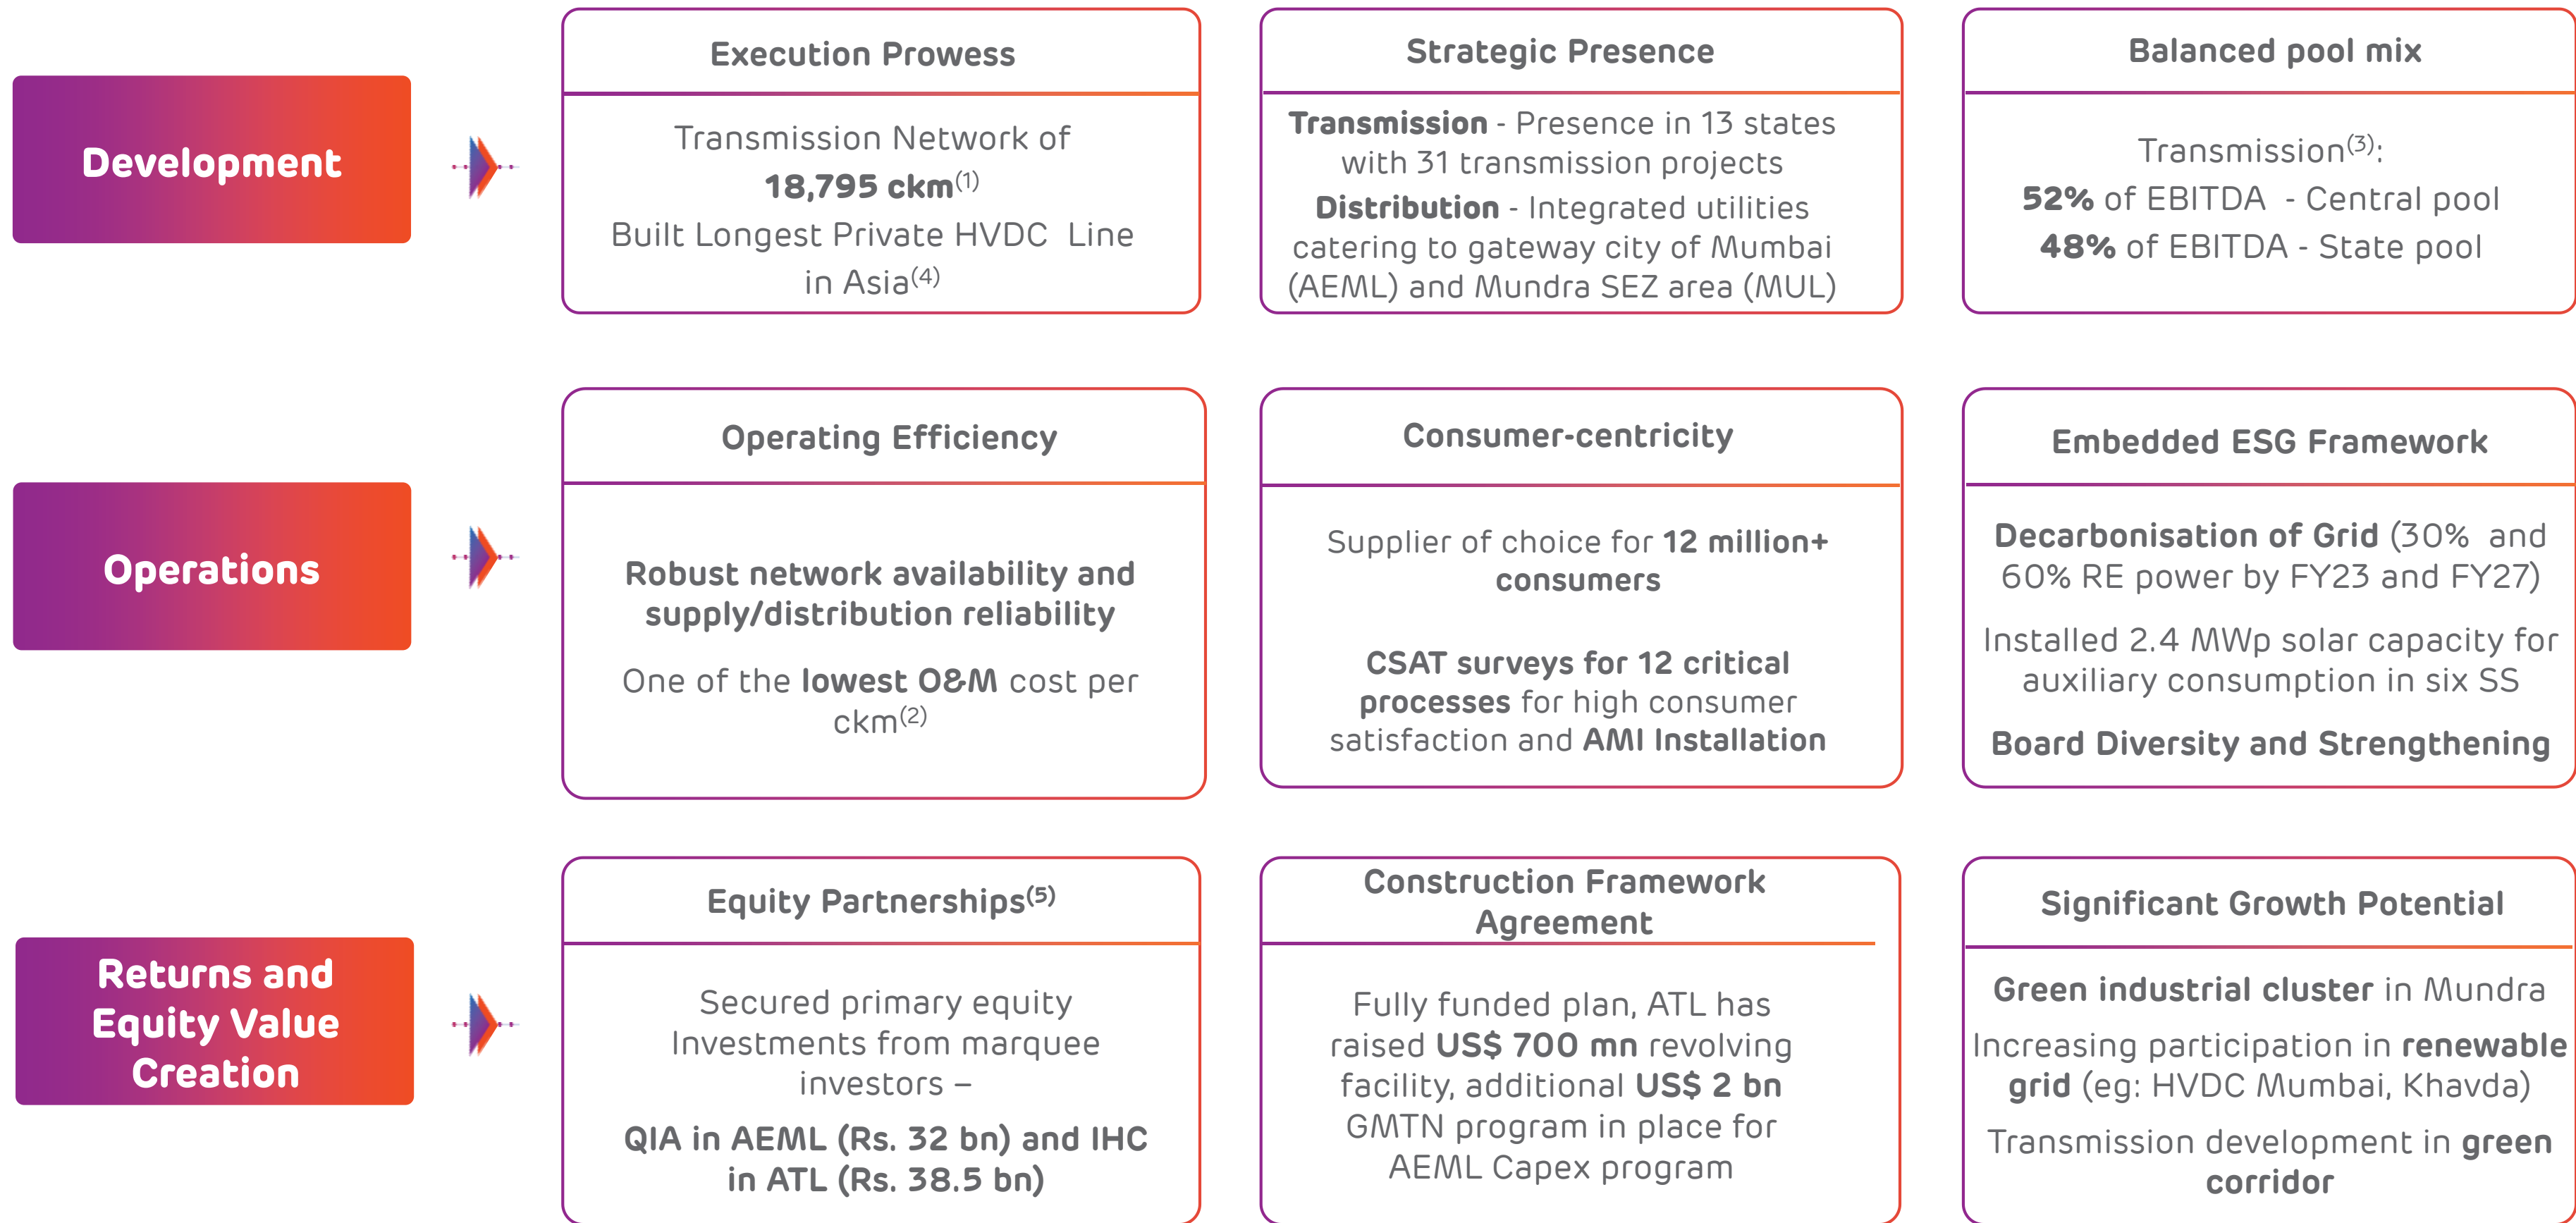 Development
Execution Prowess
Transmission Network of
18,795 ckm(1)
Built Longest Private HVDC Line
in Asia(4)
Strategic Presence
Transmission - Presence in 13 states
with 31 transmission projects
Distribution - Integrated utilities
catering to gateway city of Mumbai
(AEML) and Mundra SEZ area (MUL)
Balanced pool mix
Transmission(3):
52% of EBITDA - Central pool
48% of EBITDA - State pool
Operations
Operating Efficiency
Robust network availability and
supply/distribution reliability
One of the lowest O&M cost per
ckm(2)
Consumer-centricity
Supplier of choice for 12 million+
consumers
CSAT surveys for 12 critical
processes for high consumer
satisfaction and AMI Installation
Embedded ESG Framework
Decarbonisation of Grid (30% and
60% RE power by FY23 and FY27)
Installed 2.4 MWp solar capacity for
auxiliary consumption in six SS
Board Diversity and Strengthening
Returns and
Equity Value
Creation
Equity Partnerships(5)
Secured primary equity
Investments from marquee
investors –
QIA in AEML (Rs. 32 bn) and IHC
in ATL (Rs. 38.5 bn)
Construction Framework
Agreement
Fully funded plan, ATL has
raised US$ 700 mn revolving
facility, additional US$ 2 bn
GMTN program in place for
AEML Capex program
Significant Growth Potential
Green industrial cluster in Mundra
Increasing participation in renewable
grid (eg: HVDC Mumbai, Khavda)
Transmission development in green
corridor